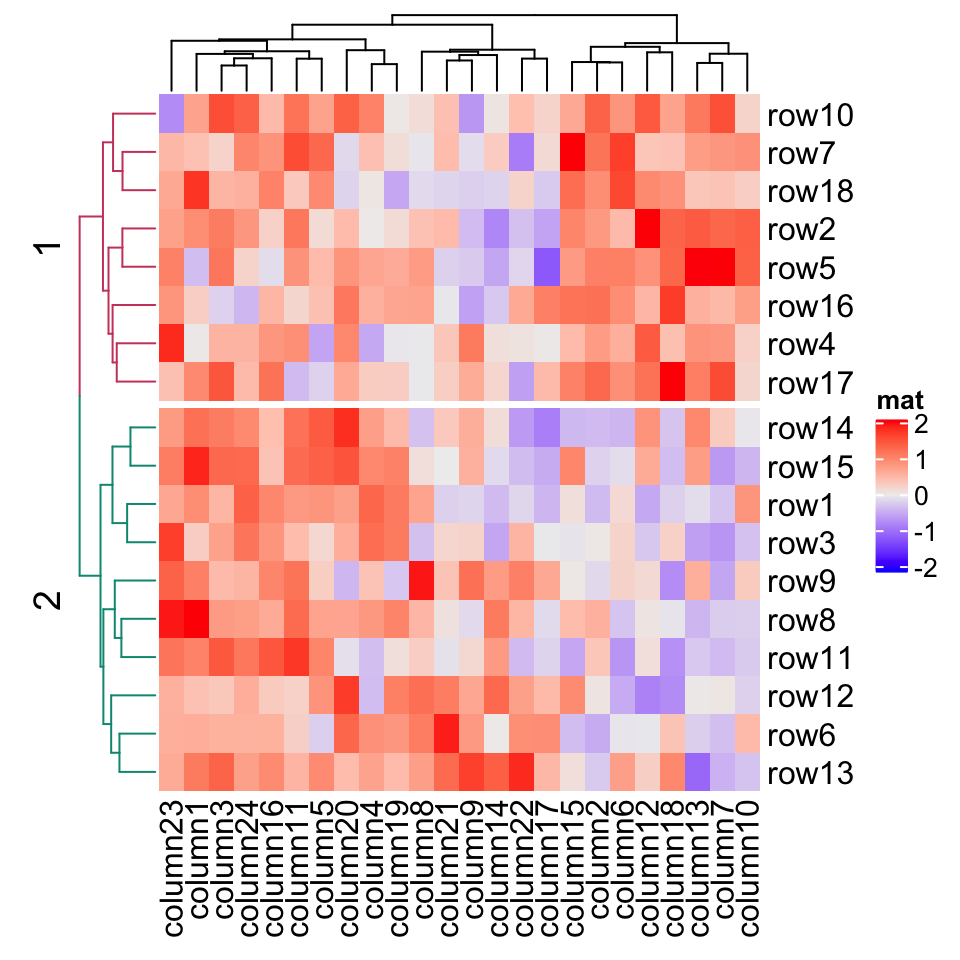 row10
row7
row18
row2
row5
row16
row4
row17
row14
row15
row1
row3
row9
row8
row11
row12
row6
row13
1
2
column23
column1
column3
column24
column16
column11
column5
column20
column4
column19
column8
column21
column9
column14
column22
column17
column15
column2
column6
column12
column18
column13
column7
column10
mat
2
1
0
-1
-2